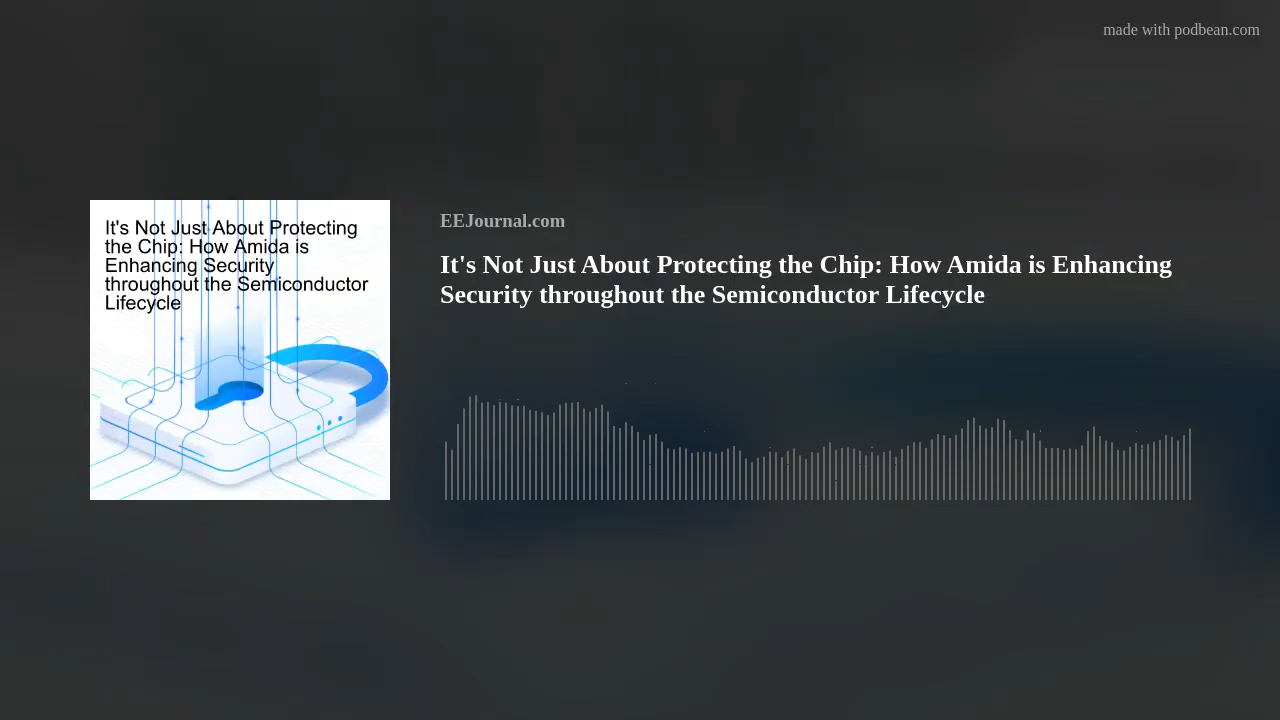 made with podbean.com
It's Not Just About Protecting
the Chip: How Amida is
Enhancing Security
throughout the Semiconductor
Lifecycle
EEJournal.com
It's Not Just About Protecting the Chip: How Amida is Enhancing
Security throughout the Semiconductor Lifecycle